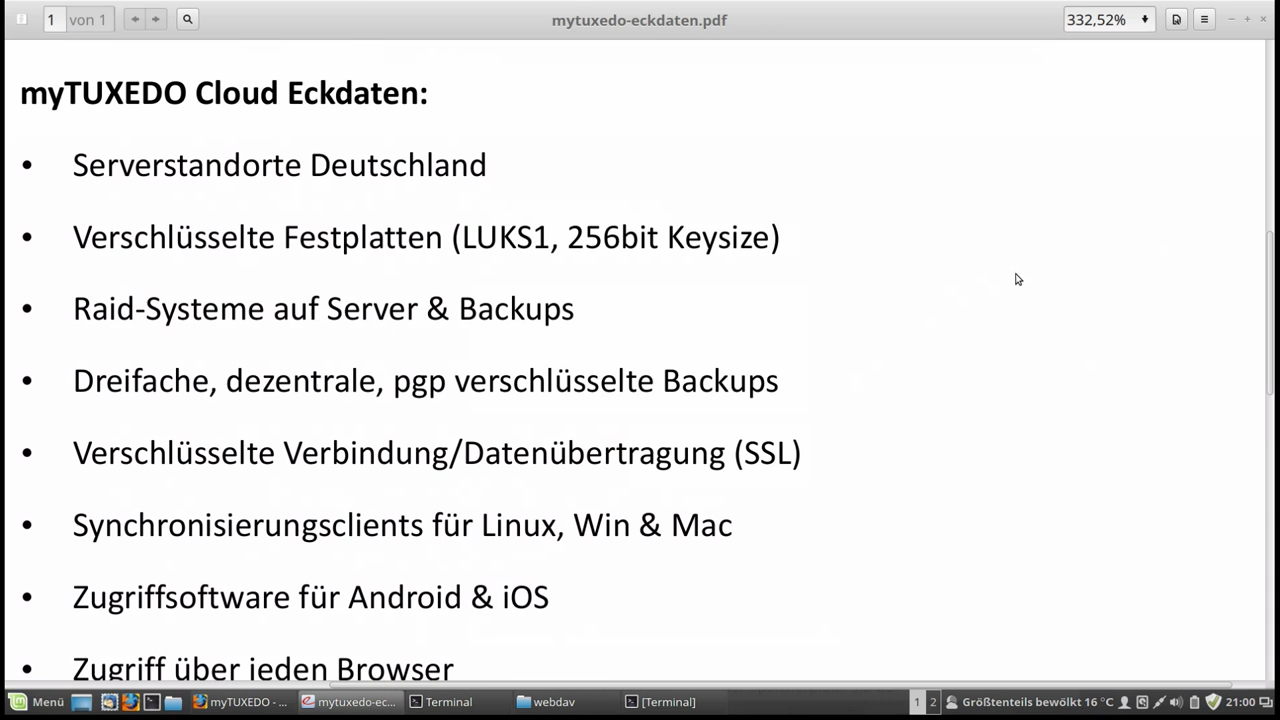 1 von 1
mytuxedo-eckdaten.pdf
332,52%
myTUXEDO Cloud Eckdaten:
• Serverstandorte Deutschland
• Verschlüsselte Festplatten (LUKS1, 256bit Keysize)
• Raid-Systeme auf Server & Backups
• Dreifache, dezentrale, pgp verschlüsselte Backups
• Verschlüsselte Verbindung/Datenübertragung (SSL)
• Synchronisierungsclients für Linux, Win & Mac
• Zugriffsoftware für Android & iOS
• Zugriff über jeden Browser
Menü myTUXEDO - ... mytuxedo-ec... Terminal webdav [Terminal] 1 2 Größtenteils bewölkt 16 °C 21:00